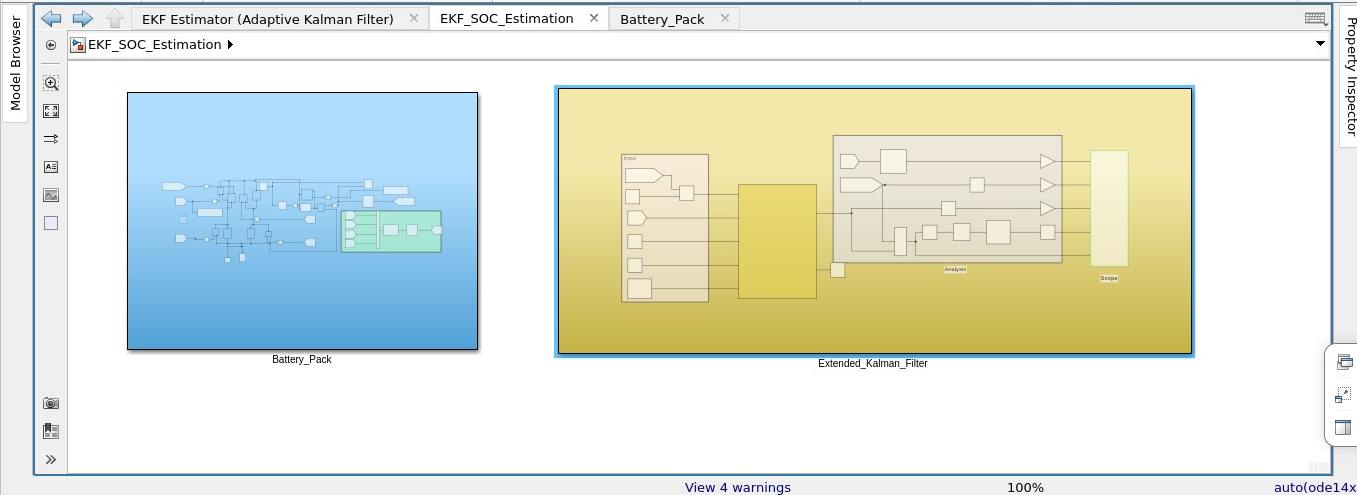 EKF Estimator (Adaptive Kalman Filter)
EKF_SOC_Estimation
Battery_Pack
Model Browser
Property Inspector
EKF_SOC_Estimation
Input
Analysis
Scope
Battery_Pack
Extended_Kalman_Filter
View 4 warnings
100%
auto(ode14x